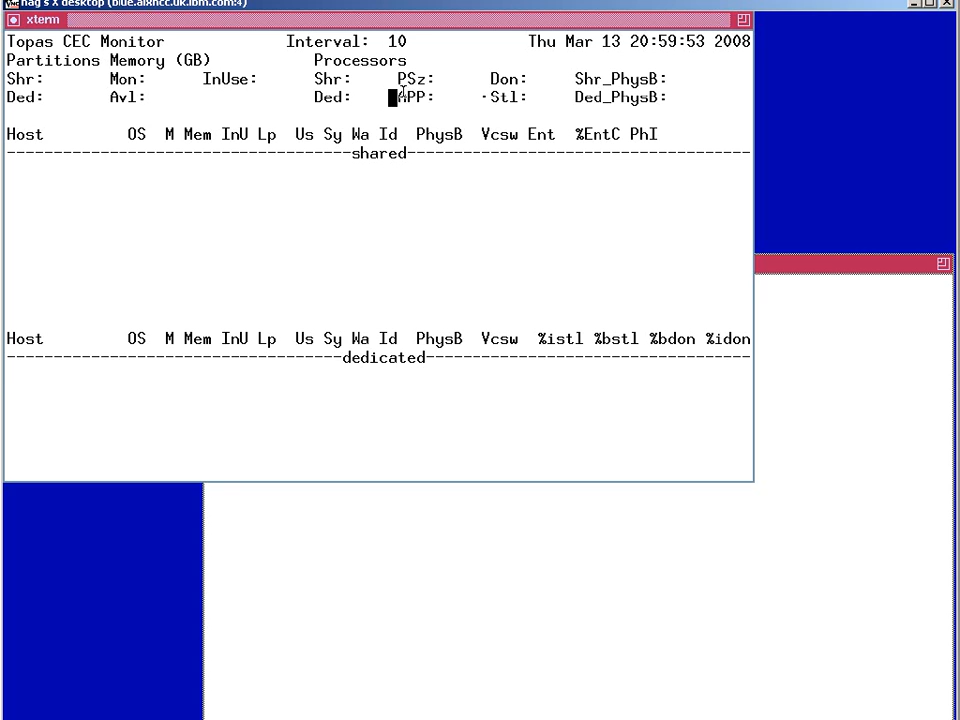 nag's X desktop (blue.aixncc.uk.ibm.com:4)
xterm
Topas CEC Monitor Interval: 10 Thu Mar 13 20:59:53 2008
Partitions Memory (GB) Processors
Shr: Mon: InUse: Shr: PSz: Don: Shr_PhysB:
Ded: Avl: Ded: APP: Stl: Ded_PhysB:
Host OS M Mem InU Lp Us Sy Wa Id PhysB Vcsw Ent %EntC PhI
-------------------------------------shared-------------------------------------
Host OS M Mem InU Lp Us Sy Wa Id PhysB Vcsw %istl %bstl %bdon %idon
------------------------------------dedicated-----------------------------------